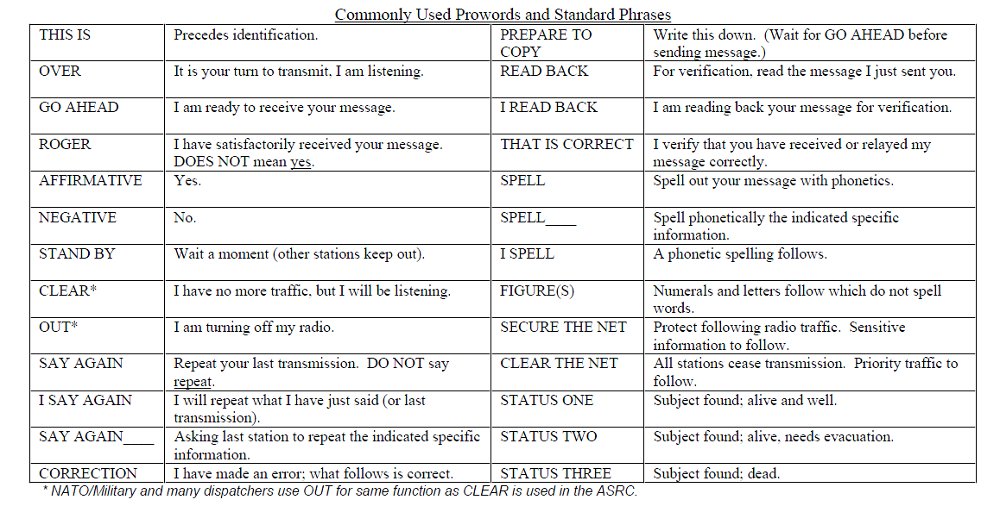 Commonly Used Prowords and Standard Phrases
THIS IS Precedes identification. PREPARE TO Write this down.  (Wait for GO AHEAD before
COPY sending message.)
OVER It is your turn to transmit, I am listening. READ BACK For verification, read the message I just sent you.
GO AHEAD I am ready to receive your message. I READ BACK I am reading back your message for verification.
ROGER I have satisfactorily received your message. THAT IS CORRECT I verify that you have received or relayed my
DOES NOT mean yes. message correctly.
AFFIRMATIVE Yes. SPELL Spell out your message with phonetics.
NEGATIVE No. SPELL____ Spell phonetically the indicated specific
information.
STAND BY Wait a moment (other stations keep out). I SPELL A phonetic spelling follows.
CLEAR* I have no more traffic, but I will be listening. FIGURE(S) Numerals and letters follow which do not spell
words.
OUT* I am turning off my radio. SECURE THE NET Protect following radio traffic.  Sensitive
information to follow.
SAY AGAIN Repeat your last transmission.  DO NOT say CLEAR THE NET All stations cease transmission.  Priority traffic to
repeat. follow.
I SAY AGAIN I will repeat what I have just said (or last STATUS ONE Subject found; alive and well.
transmission).
SAY AGAIN____ Asking last station to repeat the indicated specific STATUS TWO Subject found; alive, needs evacuation.
information.
CORRECTION I have made an error; what follows is correct. STATUS THREE Subject found; dead.
* NATO/Military and many dispatchers use OUT for same function as CLEAR is used in the ASRC.